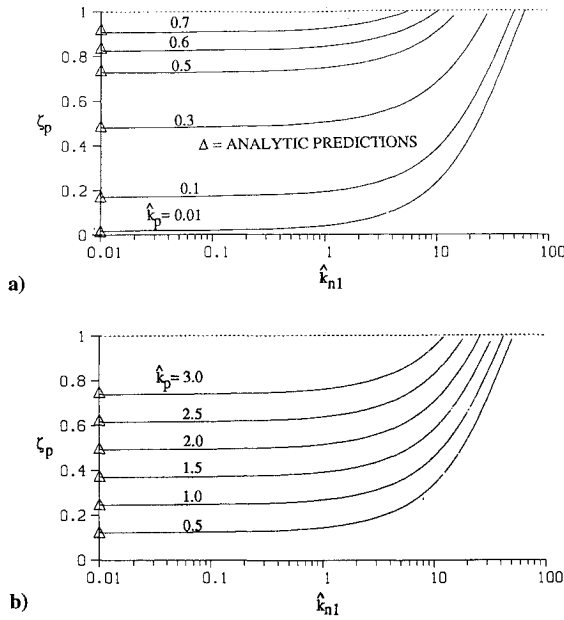 1
0.7
0.6
0.8
0.5
0.6
ζp
0.3
0.4
Δ = ANALYTIC PREDICTIONS
0.2
0.1
k̂p = 0.01
0
0.01 0.1 1 10 100
k̂n1
a)
1
k̂p = 3.0
0.8
2.5
0.6
2.0
ζp
1.5
0.4
1.0
0.2
0.5
0
0.01 0.1 1 10 100
k̂n1
b)